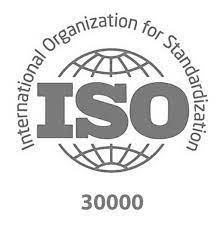 International Organization for Standardization
ISO
30000